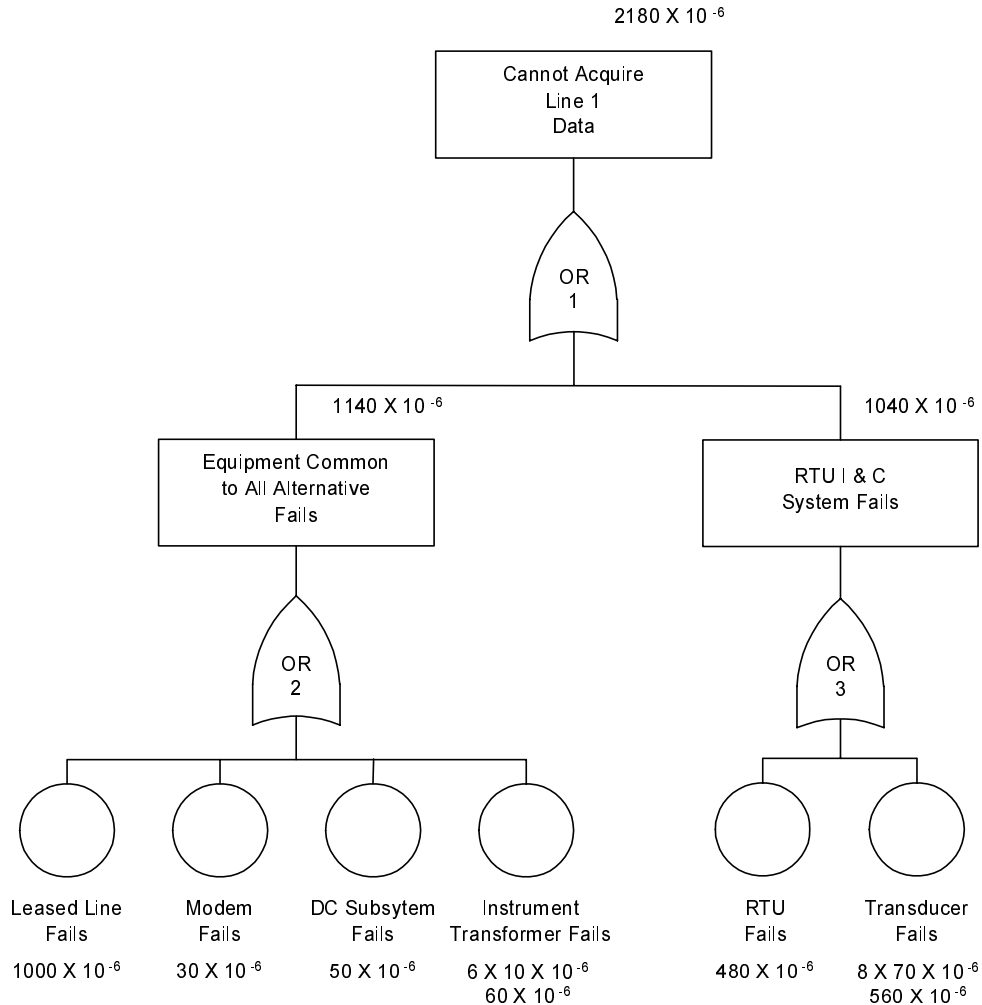 2180 X 10 -6
Cannot Acquire
Line 1
Data
OR
1
1140 X 10 -6
1040 X 10 -6
Equipment Common
to All Alternative
Fails
RTU I & C
System Fails
OR
2
OR
3
Leased Line
Fails
1000 X 10 -6
Modem
Fails
30 X 10 -6
DC Subsytem
Fails
50 X 10 -6
Instrument
Transformer Fails
6 X 10 X 10 -6
60 X 10 -6
RTU
Fails
480 X 10 -6
Transducer
Fails
8 X 70 X 10 -6
560 X 10 -6